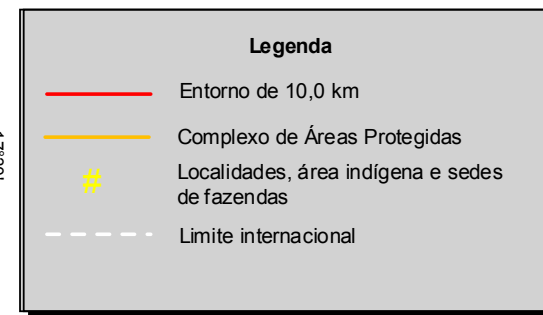 Legenda
Entorno de 10,0 km
Complexo de Áreas Protegidas
#
Localidades, área indígena e sedes
de fazendas
Limite internacional